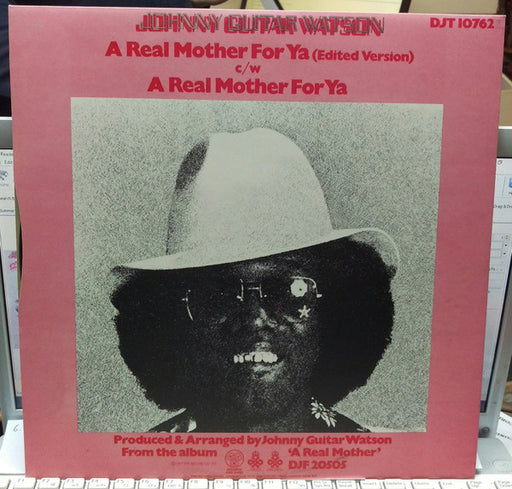 JOHNNY GUITAR WATSON
DJT 10762
A Real Mother For Ya (Edited Version)
c/w
A Real Mother For Ya
Produced & Arranged by Johnny Guitar Watson
From the album 'A Real Mother'
DJF 20505